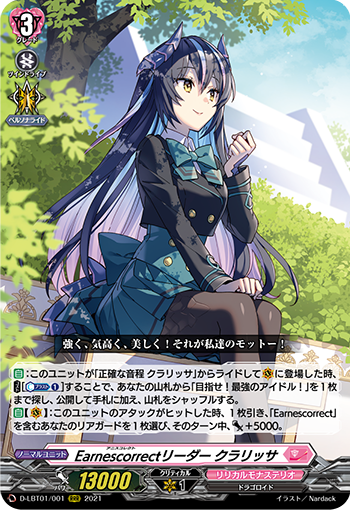 3
グレード
ツインドライブ
ペルソナライド
強く、気高く、美しく！それが私達のモットー！
自：このユニットが「正確な音程 クラリッサ」からライドして(V)に登場した時、
【カウンターブラスト1】することで、あなたの山札から「目指せ！最強のアイドル！」を1枚
まで探し、公開して手札に加え、山札をシャッフルする。
自【(V)】：このユニットのアタックがヒットした時、1枚引き、「Earnescorrect」
を含むあなたのリアガードを1枚選び、そのターン中、+5000。
ノーマルユニット
アニスコレクト
Earnescorrectリーダー クラリッサ
パワー 13000
クリティカル
1
リリカルモナステリオ
D-LBT01/001 RRR 2021
ドラゴロイド
イラスト／Nardack